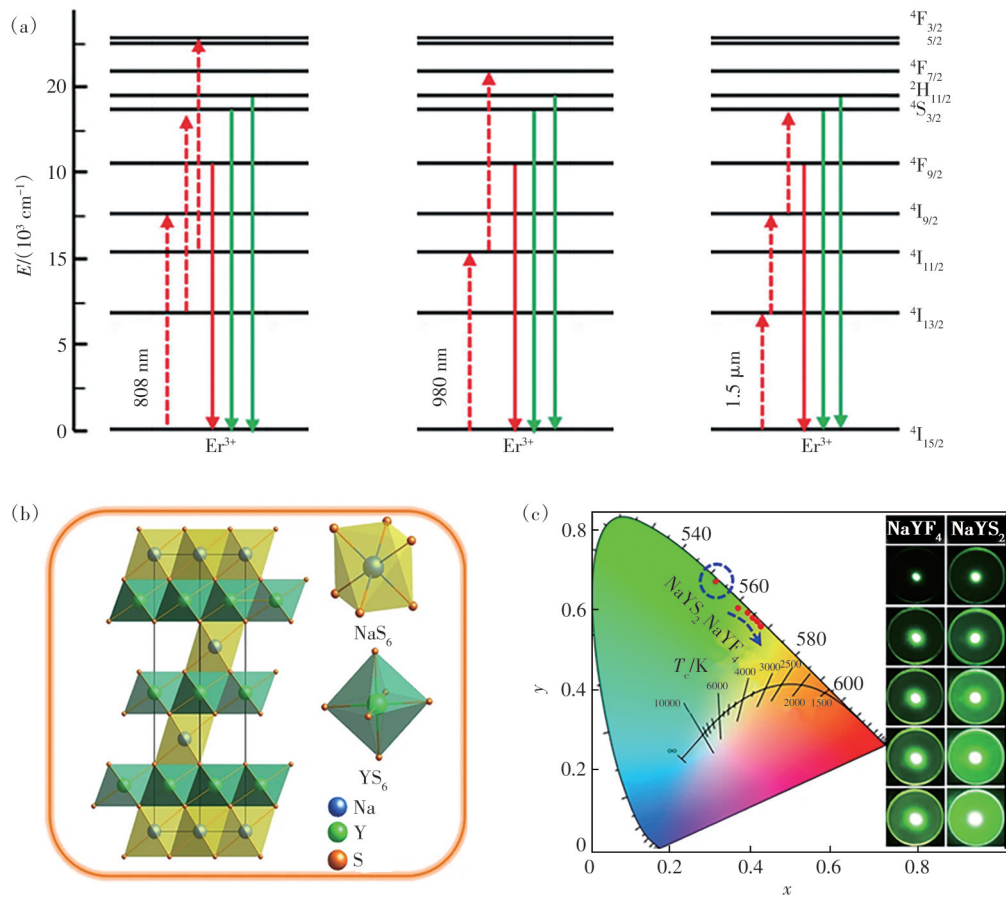 (a)
E/(10³ cm⁻¹)
20
10
15
5
0
808 nm
980 nm
1.5 μm
Er³⁺
Er³⁺
Er³⁺
⁴F₃/₂
₅/₂
⁴F₇/₂
²H₁₁/₂
⁴S₃/₂
⁴F₉/₂
⁴I₉/₂
⁴I₁₁/₂
⁴I₁₃/₂
⁴I₁₅/₂
(b)
NaS₆
YS₆
Na
Y
S
(c)
0.8
0.6
0.4
0.2
0
y
0
0.2
0.4
0.6
0.8
x
540
560
580
600
NaYS₂
NaYF₄
T_c/K
∞
10000
6000
4000
3000
2500
2000
1500
NaYF₄
NaYS₂